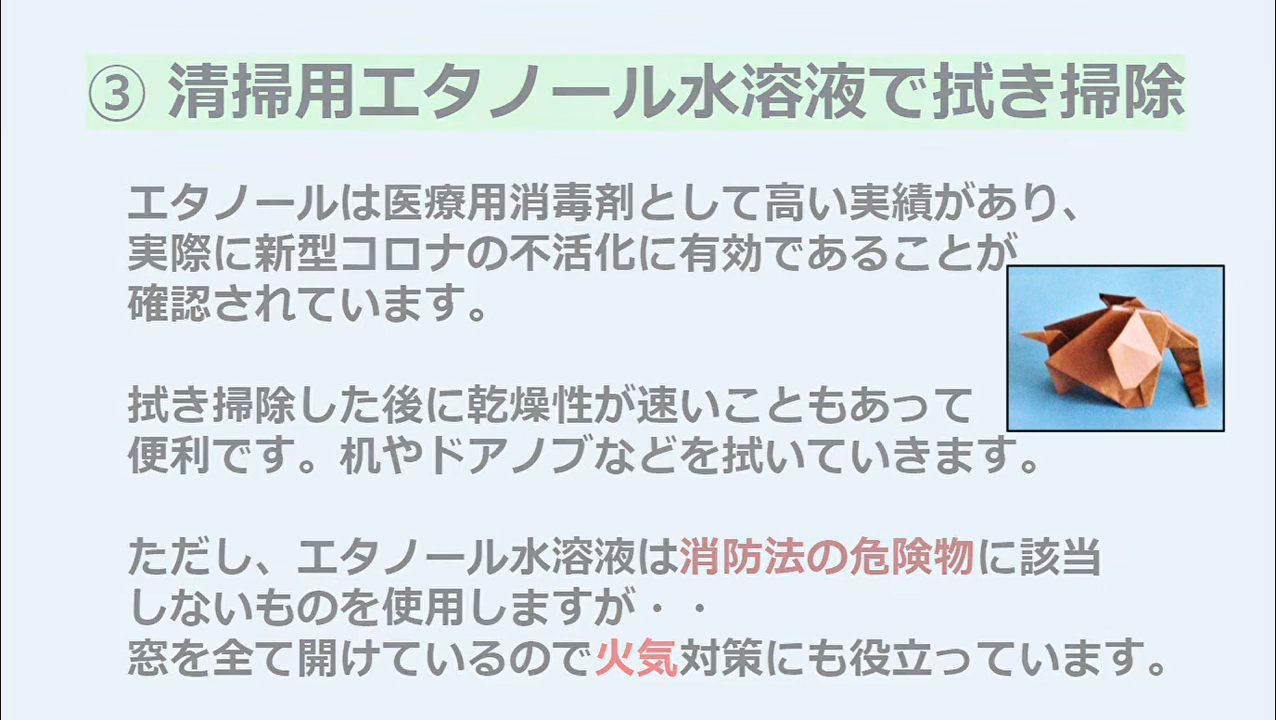 ③ 清掃用エタノール水溶液で拭き掃除
エタノールは医療用消毒剤として高い実績があり、
実際に新型コロナの不活化に有効であることが
確認されています。
拭き掃除した後に乾燥性が速いこともあって
便利です。机やドアノブなどを拭いていきます。
ただし、エタノール水溶液は消防法の危険物に該当
しないものを使用しますが・・
窓を全て開けているので火気対策にも役立っています。